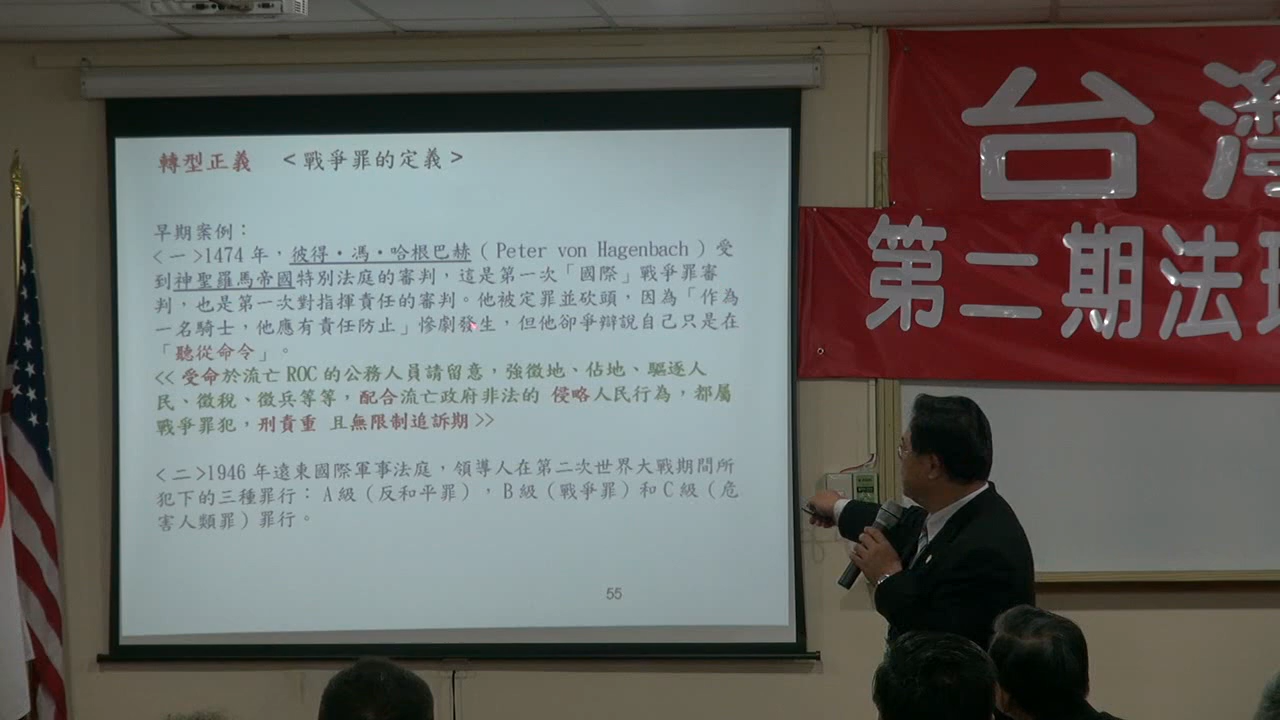 轉型正義 <戰爭罪的定義>
早期案例：
<一>1474 年，彼得·馮·哈根巴赫（Peter von Hagenbach）受
到神聖羅馬帝國特別法庭的審判，這是第一次「國際」戰爭罪審
判，也是第一次對指揮責任的審判。他被定罪並砍頭，因為「作為
一名騎士，他應有責任防止」慘劇發生，但他卻爭辯說自己只是在
「聽從命令」。
<<受命於流亡 ROC 的公務人員請留意，強徵地、佔地、驅逐人
民、徵稅、徵兵等等，配合流亡政府非法的 侵略人民行為，都屬
戰爭罪犯，刑責重 且無限制追訴期>>
<二>1946 年遠東國際軍事法庭，領導人在第二次世界大戰期間所
犯下的三種罪行：A 級（反和平罪），B 級（戰爭罪）和 C 級（危
害人類罪）罪行。
55
台灣
第二期法